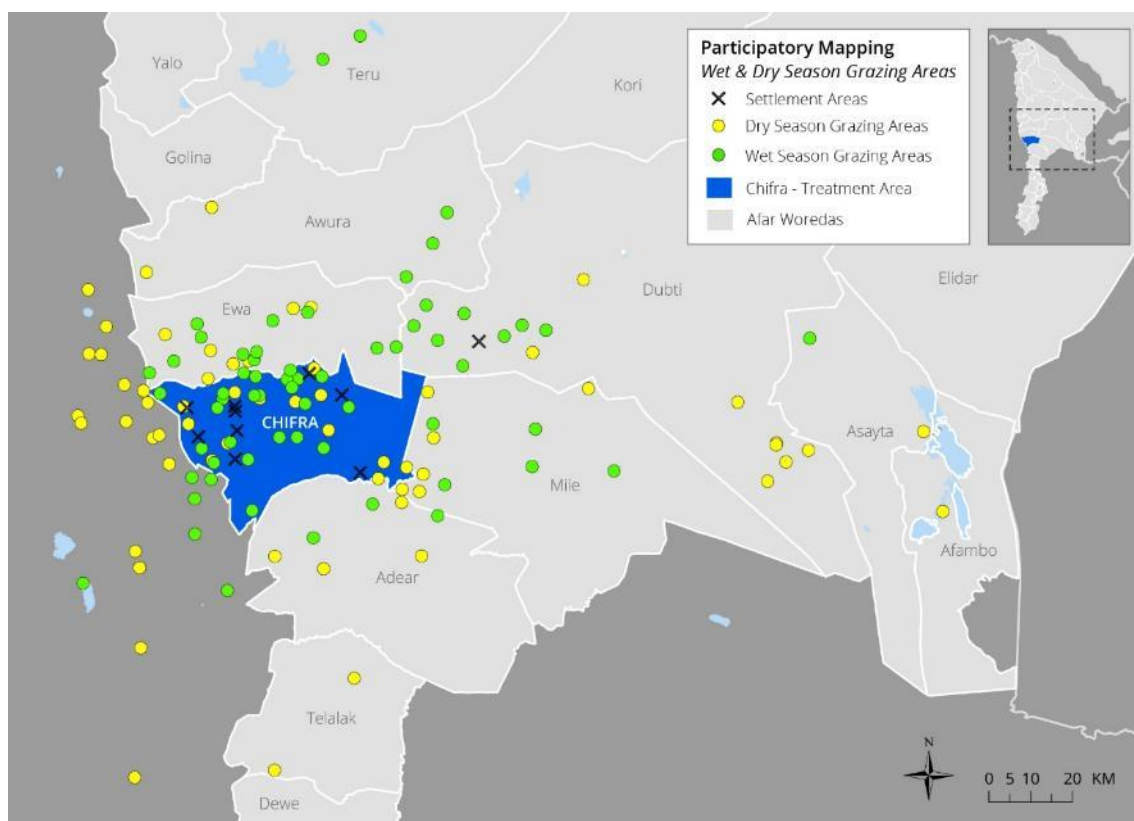 Participatory Mapping
Wet & Dry Season Grazing Areas
Settlement Areas
Dry Season Grazing Areas
Wet Season Grazing Areas
Chifra - Treatment Area
Afar Woredas
Yalo
Teru
Kori
Golina
Awura
Ewa
Dubti
Elidar
CHIFRA
Asayta
Mile
Afambo
Adear
Telalak
Dewe
N
0 5 10 20 KM